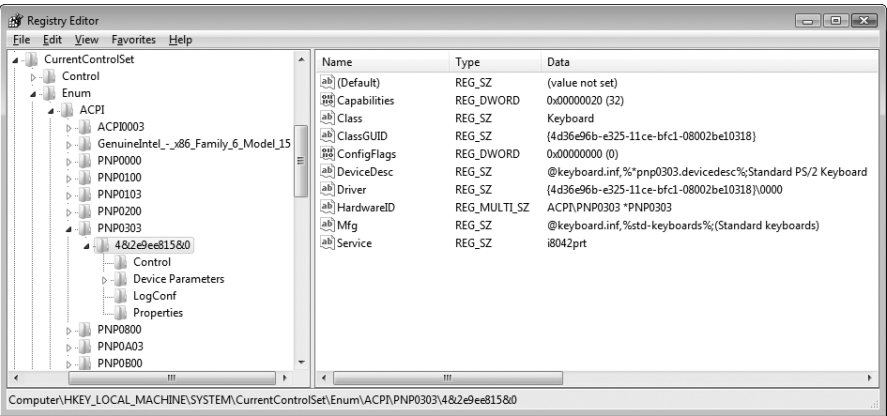 Registry Editor
File Edit View Favorites Help
CurrentControlSet
Control
Enum
ACPI
ACPI0003
GenuineIntel_-_x86_Family_6_Model_15
PNP0000
PNP0100
PNP0103
PNP0200
PNP0303
4&2e9ee815&0
Control
Device Parameters
LogConf
Properties
PNP0800
PNP0A03
PNP0B00
Name Type Data
(Default) REG_SZ (value not set)
Capabilities REG_DWORD 0x00000020 (32)
Class REG_SZ Keyboard
ClassGUID REG_SZ {4d36e96b-e325-11ce-bfc1-08002be10318}
ConfigFlags REG_DWORD 0x00000000 (0)
DeviceDesc REG_SZ @keyboard.inf,%*pnp0303.devicedesc%;Standard PS/2 Keyboard
Driver REG_SZ {4d36e96b-e325-11ce-bfc1-08002be10318}\0000
HardwareID REG_MULTI_SZ ACPI\PNP0303 *PNP0303
Mfg REG_SZ @keyboard.inf,%std-keyboards%;(Standard keyboards)
Service REG_SZ i8042prt
Computer\HKEY_LOCAL_MACHINE\SYSTEM\CurrentControlSet\Enum\ACPI\PNP0303\4&2e9ee815&0